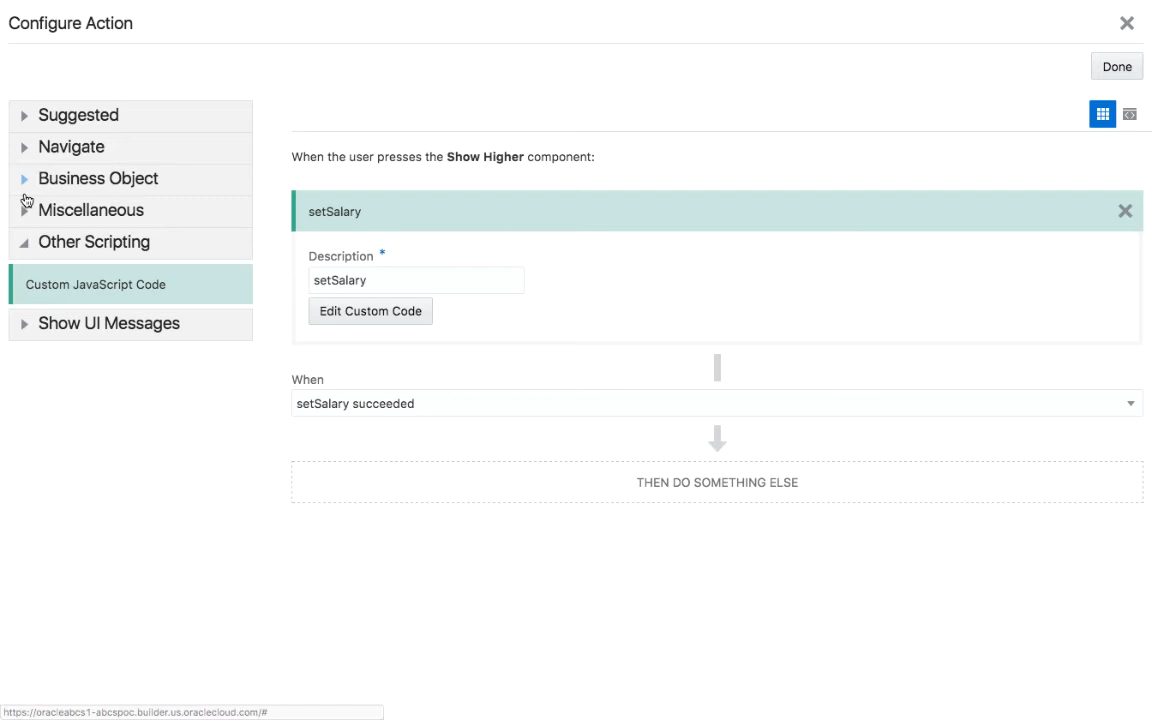 Configure Action
Done
Suggested
Navigate
Business Object
Miscellaneous
Other Scripting
Custom JavaScript Code
Show UI Messages
When the user presses the Show Higher component:
setSalary
Description *
setSalary
Edit Custom Code
When
setSalary succeeded
THEN DO SOMETHING ELSE
https://oracleabcs1-abcspoc.builder.us.oraclecloud.com/#